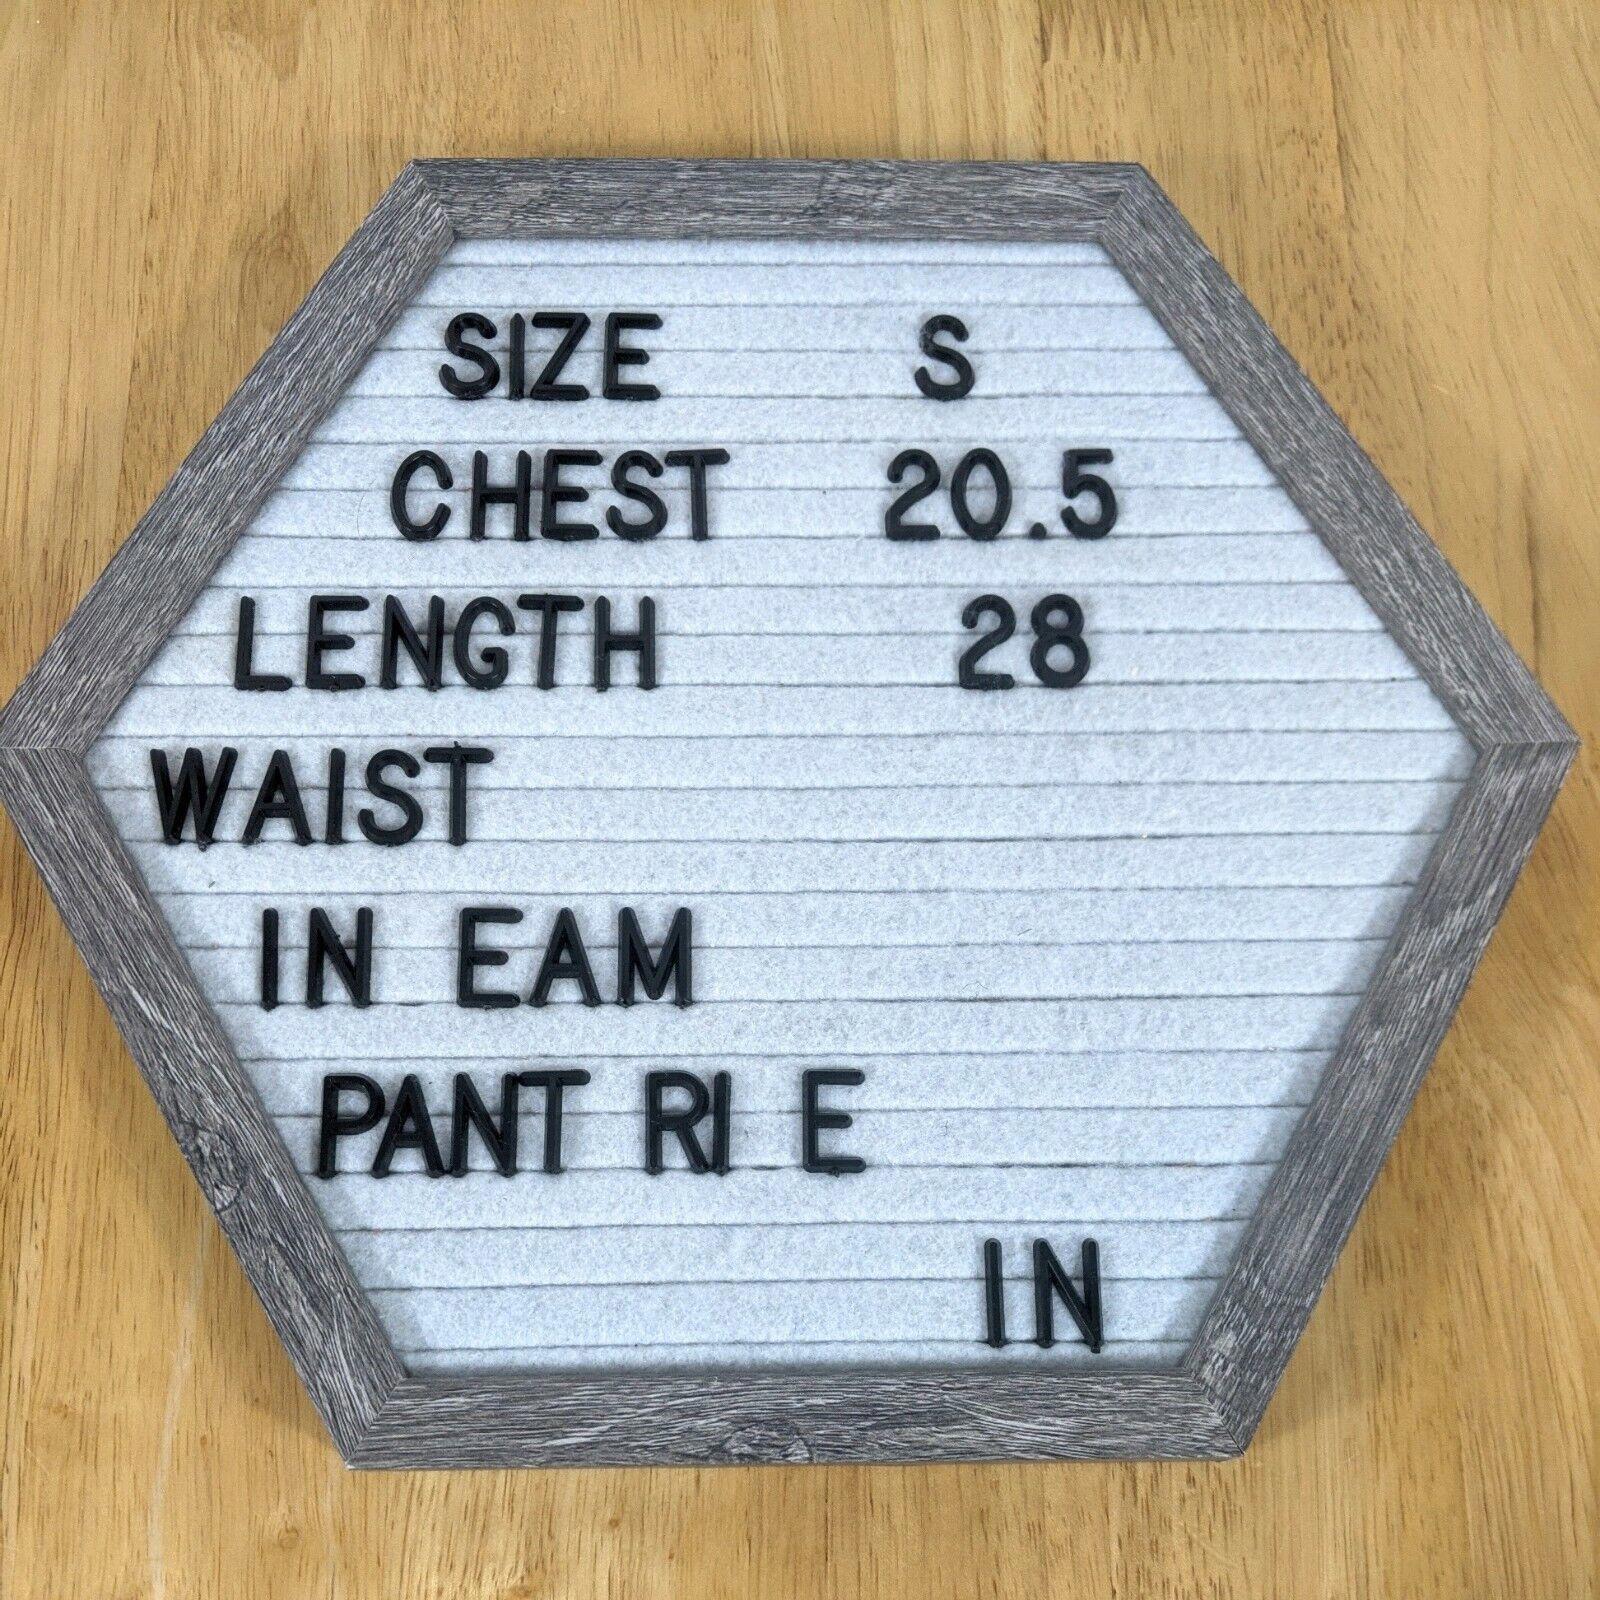 SIZE S
CHEST 20.5
LENGTH 28
WAIST
IN EAM
PANT RI E
IN